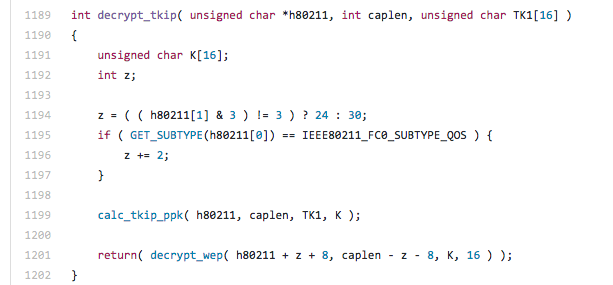 1189 int decrypt_tkip( unsigned char *h80211, int caplen, unsigned char TK1[16] )
1190 {
1191     unsigned char K[16];
1192     int z;
1193
1194     z = ( ( h80211[1] & 3 ) != 3 ) ? 24 : 30;
1195     if ( GET_SUBTYPE(h80211[0]) == IEEE80211_FC0_SUBTYPE_QOS ) {
1196         z += 2;
1197     }
1198
1199     calc_tkip_ppk( h80211, caplen, TK1, K );
1200
1201     return( decrypt_wep( h80211 + z + 8, caplen - z - 8, K, 16 ) );
1202 }